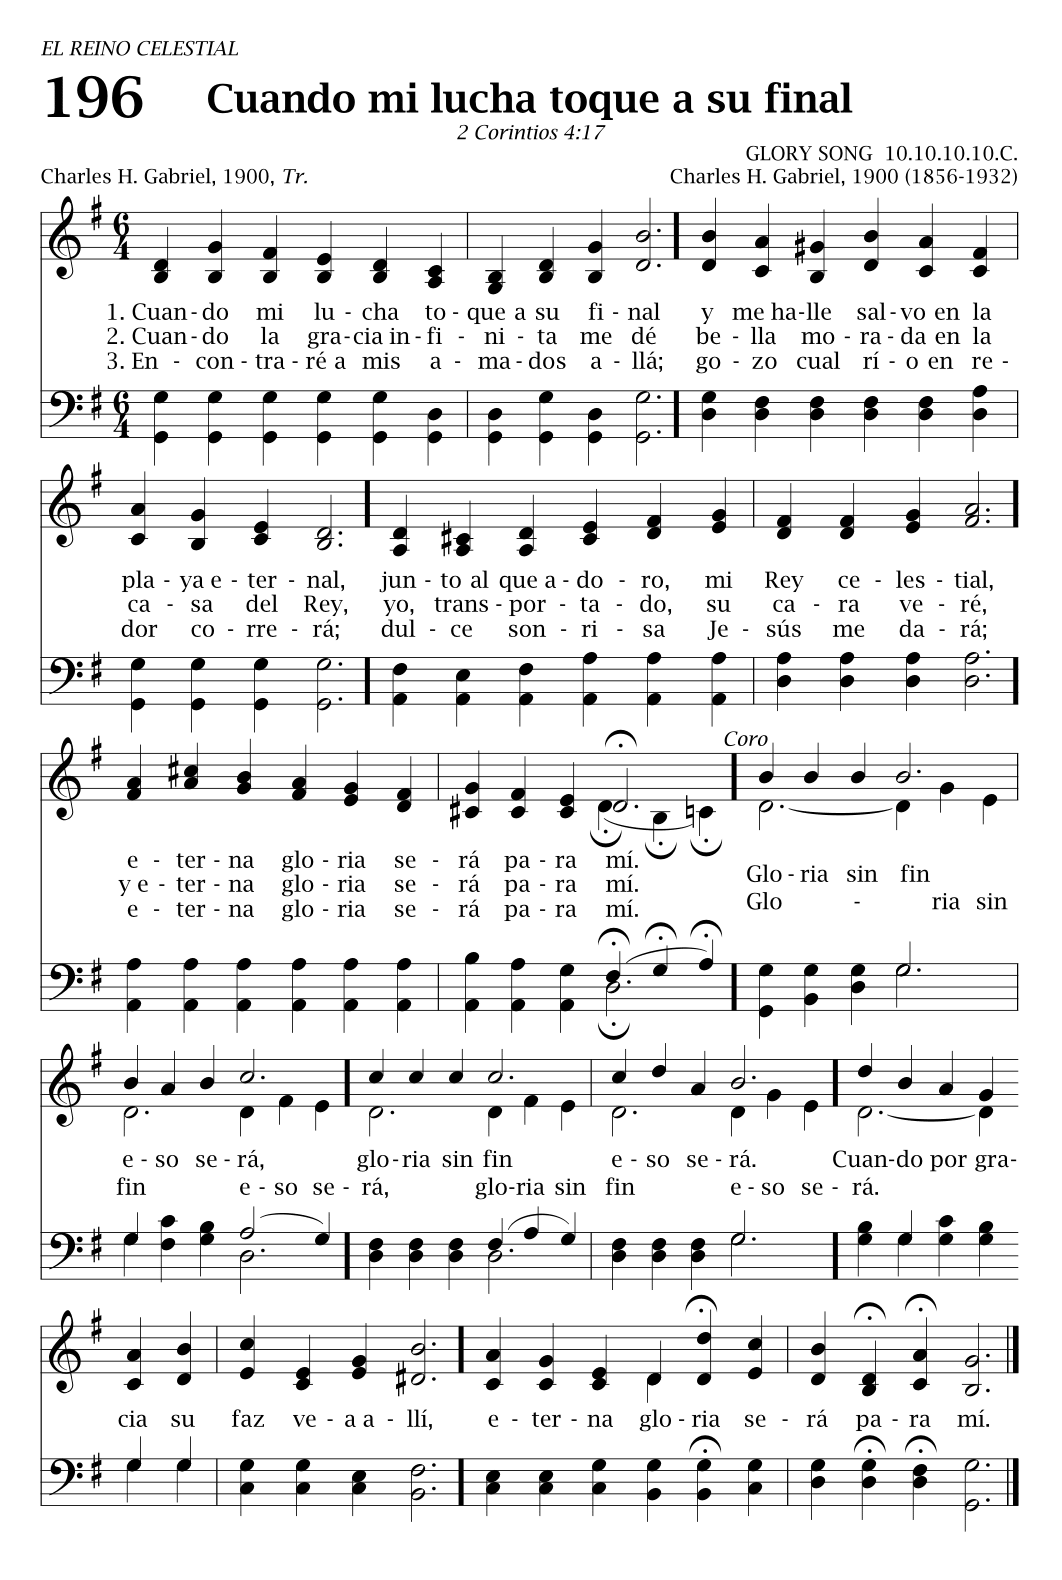 EL REINO CELESTIAL
196 Cuando mi lucha toque a su final
2 Corintios 4:17
GLORY SONG 10.10.10.10.C.
Charles H. Gabriel, 1900, Tr. Charles H. Gabriel, 1900 (1856-1932)
6 4
1. Cuan - do mi lu - cha to - que a su fi - nal y me ha - lle sal - vo en la
2. Cuan - do la gra - cia in - fi - ni - ta me dé be - lla mo - ra - da en la
3. En - con - tra - ré a mis a - ma - dos a - llá; go - zo cual rí - o en re -
6 4
pla - ya e - ter - nal, jun - to al que a - do - ro, mi Rey ce - les - tial,
ca - sa del Rey, yo, trans - por - ta - do, su ca - ra ve - ré,
dor co - rre - rá; dul - ce son - ri - sa Je - sús me da - rá;
Coro
e - ter - na glo - ria se - rá pa - ra mí.
y e - ter - na glo - ria se - rá pa - ra mí.
e - ter - na glo - ria se - rá pa - ra mí.
Glo - ria sin fin
Glo - ria sin
e - so se - rá, glo - ria sin fin e - so se - rá. Cuan - do por gra -
fin e - so se - rá, glo - ria sin fin e - so se - rá.
cia su faz ve - a a - llí, e - ter - na glo - ria se - rá pa - ra mí.